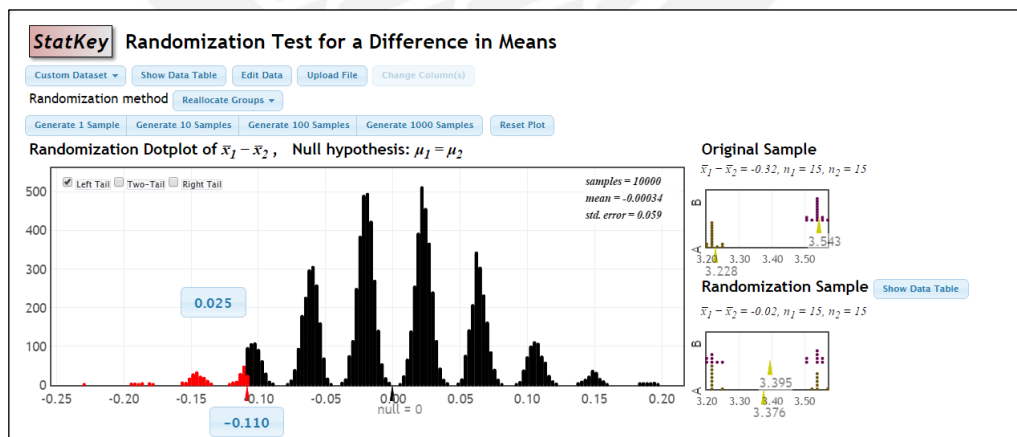 StatKey Randomization Test for a Difference in Means
Custom Dataset Show Data Table Edit Data Upload File Change Column(s)
Randomization method Reallocate Groups
Generate 1 Sample Generate 10 Samples Generate 100 Samples Generate 1000 Samples Reset Plot
Randomization Dotplot of x̄₁ − x̄₂ , Null hypothesis: μ₁ = μ₂
Left Tail Two-Tail Right Tail
samples = 10000
mean = -0.00034
std. error = 0.059
500
400
300
200
100
0
0.025
-0.25 -0.20 -0.15 -0.10 -0.05 0.00 0.05 0.10 0.15 0.20
null = 0
-0.110
Original Sample
x̄₁ − x̄₂ = -0.32, n₁ = 15, n₂ = 15
B
3.543
A
3.20 3.30 3.40 3.50
3.228
Randomization Sample Show Data Table
x̄₁ − x̄₂ = -0.02, n₁ = 15, n₂ = 15
B
3.395
A
3.20 3.30 3.40 3.50
3.376